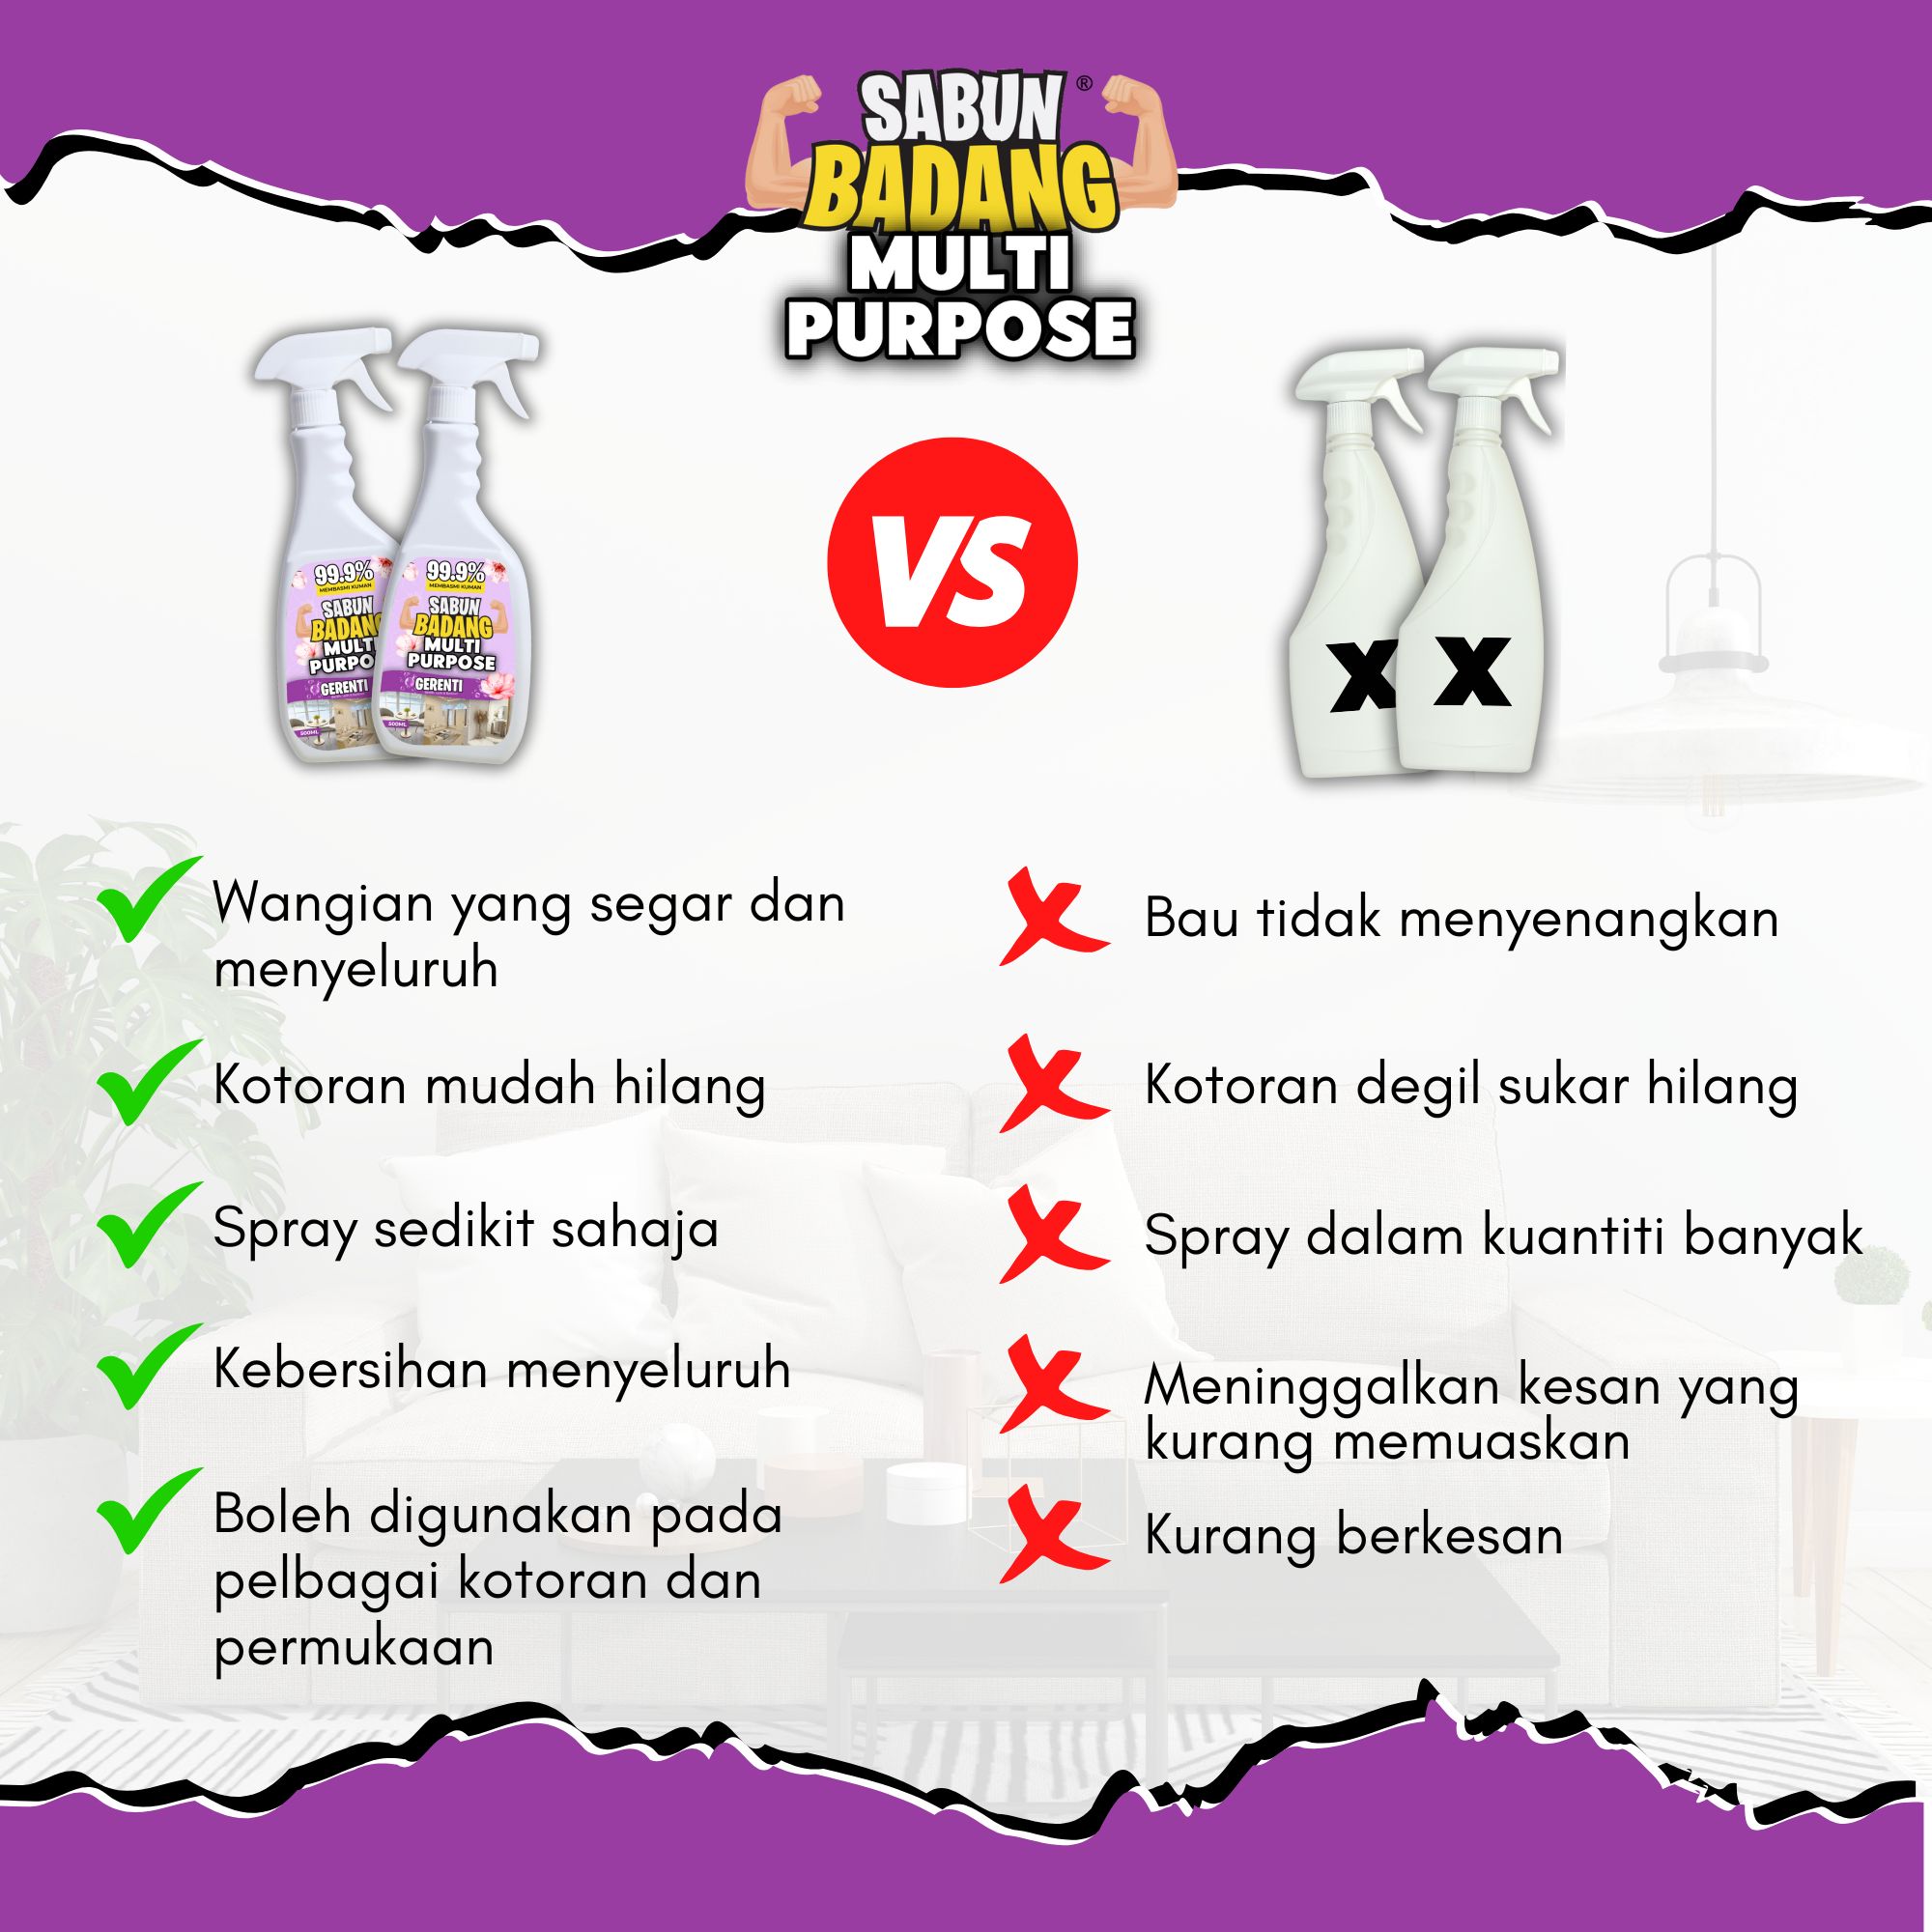 SABUN ®
BADANG
MULTI
PURPOSE
99.9%
MEMBASMI KUMAN
SABUN
BADANG
MULTI
PURPO
GERENTI
500ML
99.9%
MEMBASMI KUMAN
SABUN
BADANG
MULTI
PURPOSE
GERENTI
500ML
VS
X
X
Wangian yang segar dan
menyeluruh
Kotoran mudah hilang
Spray sedikit sahaja
Kebersihan menyeluruh
Boleh digunakan pada
pelbagai kotoran dan
permukaan
Bau tidak menyenangkan
Kotoran degil sukar hilang
Spray dalam kuantiti banyak
Meninggalkan kesan yang
kurang memuaskan
Kurang berkesan